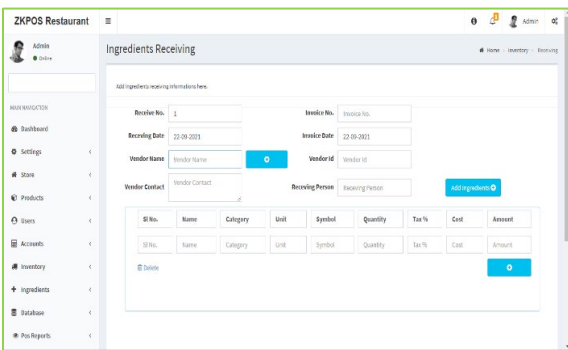 ZKPOS Restaurant
Admin
Admin
Online
Ingredients Receiving
Home > Inventory > Receiving
Add Ingredients receiving informations here.
MAIN NAVIGATION
Dashboard
Settings
Store
Products
Users
Accounts
Inventory
Ingredients
Database
Pos Reports
Receive No. 1 Invoice No. Invoice No.
Receving Date 22-09-2021 Invoice Date 22-09-2021
Vendor Name Vendor Name Vendor Id Vendor Id
Vendor Contact Vendor Contact Receving Person Receving Person Add Ingredients
Sl No. Name Category Unit Symbol Quantity Tax % Cost Amount
Sl No. Name Category Unit Symbol Quantity Tax % Cost Amount
Delete